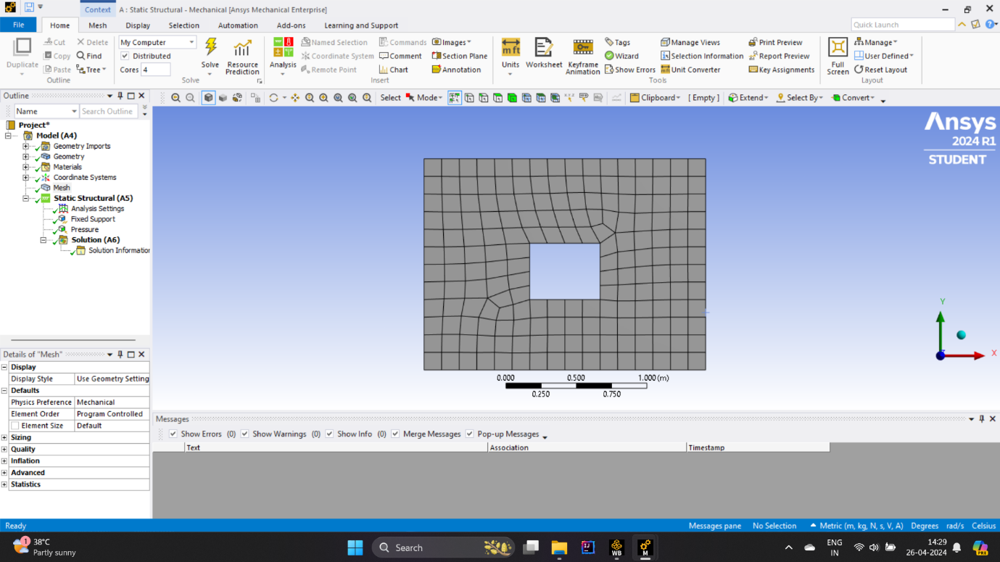 Context A : Static Structural - Mechanical [Ansys Mechanical Enterprise]
File Home Mesh Display Selection Automation Add-ons Learning and Support Quick Launch
Duplicate
Cut
Copy
Paste
Delete
Find
Tree
Outline
My Computer
Distributed
Cores 4
Solve
Resource
Prediction
Solve
Analysis
Named Selection
Coordinate System
Remote Point
Commands
Comment
Chart
Images
Section Plane
Annotation
Insert
mft
Units
Worksheet
Keyframe
Animation
Tags
Wizard
Show Errors
Manage Views
Selection Information
Unit Converter
Print Preview
Report Preview
Key Assignments
Tools
Full
Screen
Manage
User Defined
Reset Layout
Layout
Select Mode Clipboard [ Empty ] Extend Select By Convert
Outline
Name Search Outline
Project*
Model (A4)
Geometry Imports
Geometry
Materials
Coordinate Systems
Mesh
Static Structural (A5)
Analysis Settings
Fixed Support
Pressure
Solution (A6)
Solution Information
Details of "Mesh"
Display
Display Style Use Geometry Setting
Defaults
Physics Preference Mechanical
Element Order Program Controlled
Element Size Default
Sizing
Quality
Inflation
Advanced
Statistics
Ansys
2024 R1
STUDENT
0.000 0.500 1.000 (m)
0.250 0.750
Y
X
Messages
Show Errors (0) Show Warnings (0) Show Info (0) Merge Messages Pop-up Messages
Text Association Timestamp
Ready Messages pane No Selection Metric (m, kg, N, s, V, A) Degrees rad/s Celsius
1
38°C
Partly sunny
Search
WB
M
ENG
IN
14:29
26-04-2024
PRE